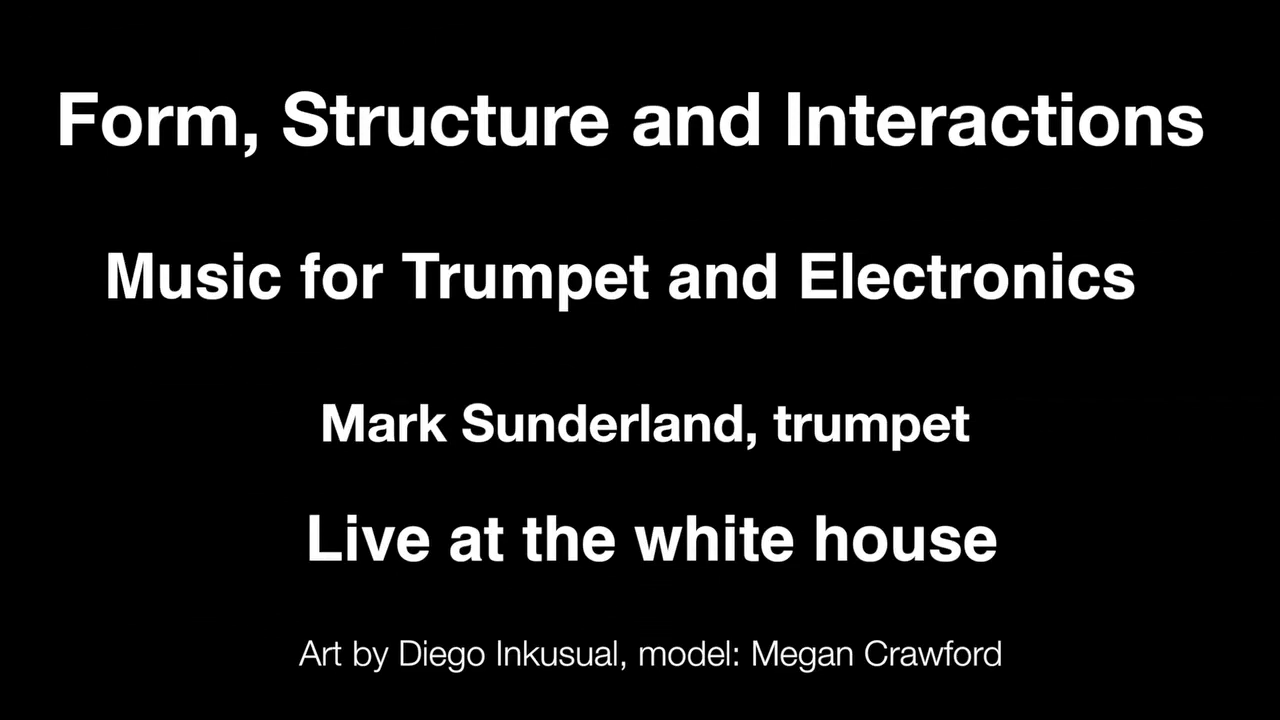 Form, Structure and Interactions
Music for Trumpet and Electronics
Mark Sunderland, trumpet
Live at the white house
Art by Diego Inkusual, model: Megan Crawford